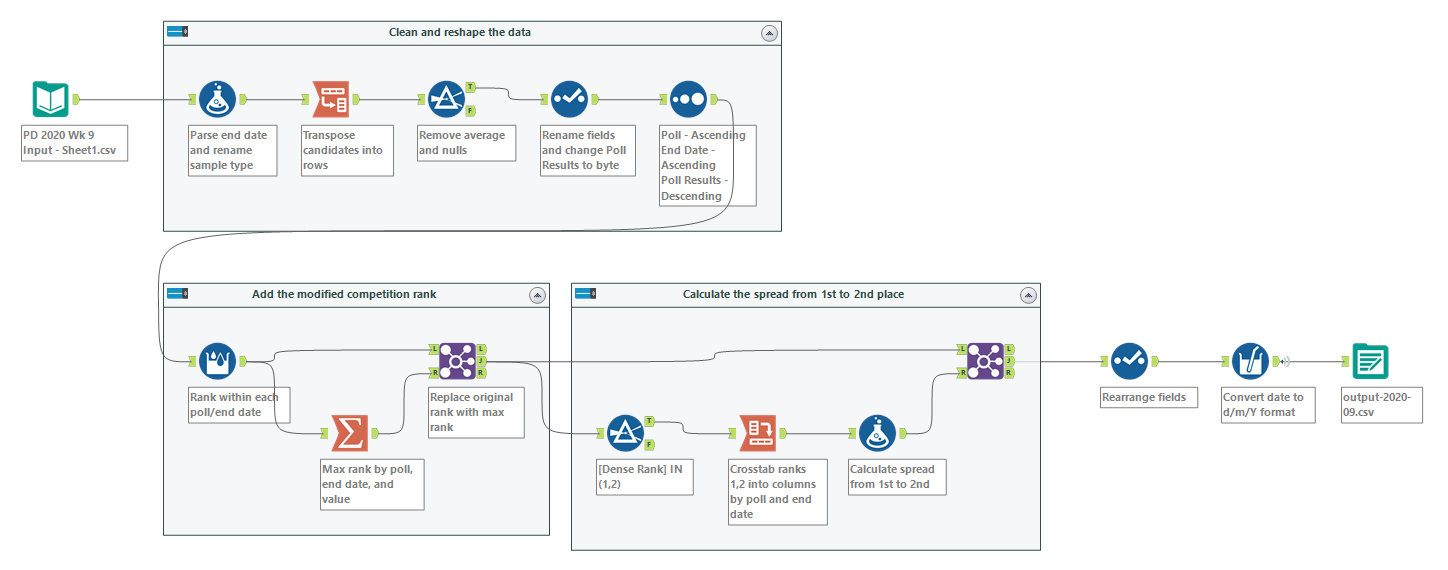 Clean and reshape the data
PD 2020 Wk 9
Input - Sheet1.csv
Parse end date
and rename
sample type
Transpose
candidates into
rows
T
F
Remove average
and nulls
Rename fields
and change Poll
Results to byte
Poll - Ascending
End Date -
Ascending
Poll Results -
Descending
Add the modified competition rank
Rank within each
poll/end date
Max rank by poll,
end date, and
value
L
R
L
J
R
Replace original
rank with max
rank
Calculate the spread from 1st to 2nd place
T
F
[Dense Rank] IN
(1,2)
Crosstab ranks
1,2 into columns
by poll and end
date
Calculate spread
from 1st to 2nd
L
R
L
J
R
Rearrange fields
Convert date to
d/m/Y format
output-2020-
09.csv